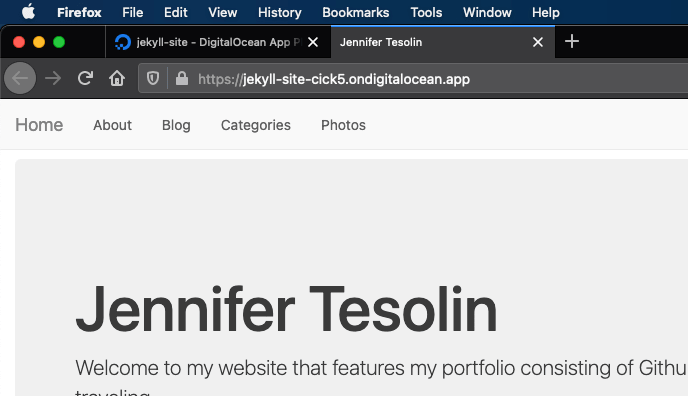 Firefox File Edit View History Bookmarks Tools Window Help
jekyll-site - DigitalOcean App P Jennifer Tesolin
https://jekyll-site-cick5.ondigitalocean.app
Home About Blog Categories Photos
Jennifer Tesolin
Welcome to my website that features my portfolio consisting of Githu
traveling